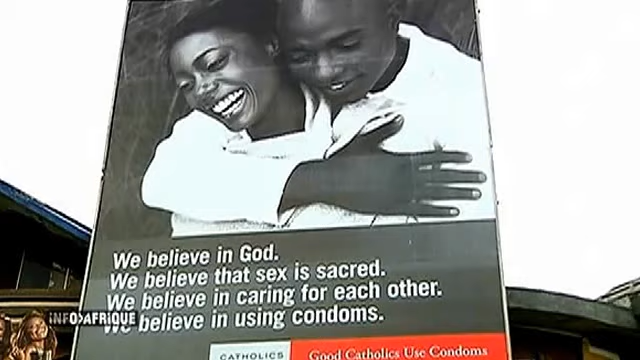 We believe in God.
We believe that sex is sacred.
We believe in caring for each other.
We believe in using condoms.
INFO AFRIQUE
CATHOLICS
Good Catholics Use Condoms